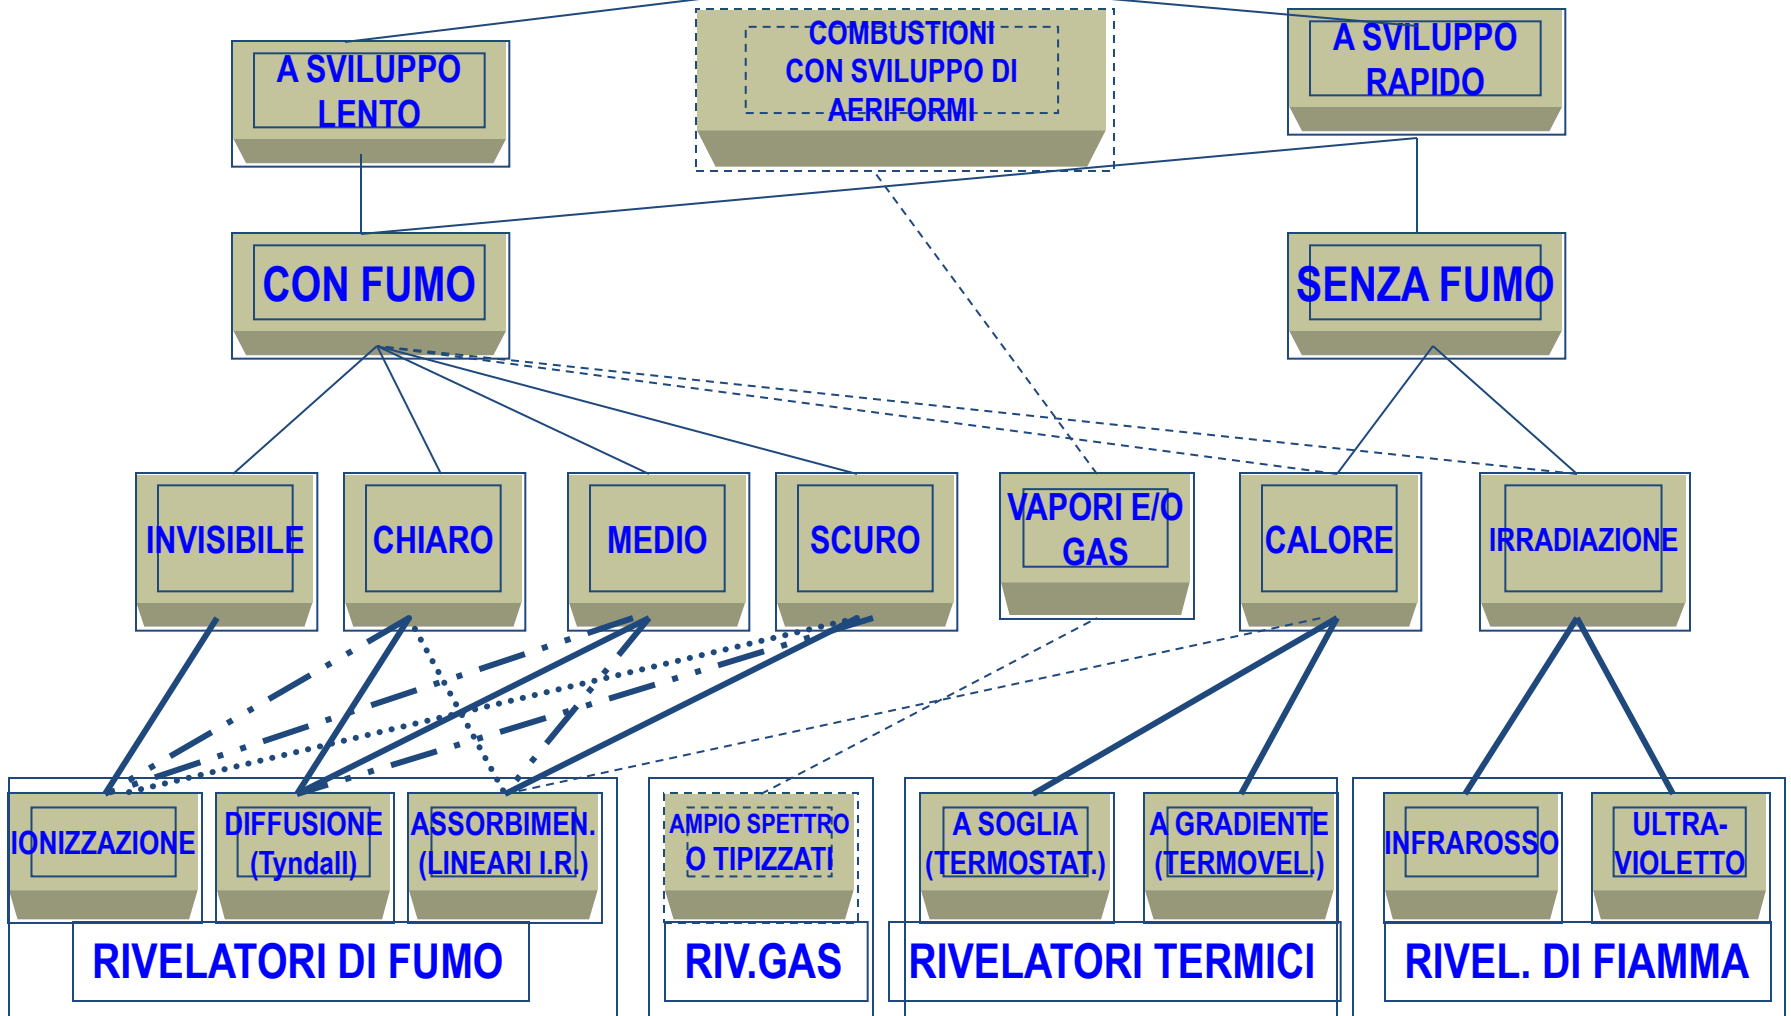 A SVILUPPO
LENTO
COMBUSTIONI
CON SVILUPPO DI
AERIFORMI
A SVILUPPO
RAPIDO
CON FUMO
SENZA FUMO
INVISIBILE
CHIARO
MEDIO
SCURO
VAPORI E/O
GAS
CALORE
IRRADIAZIONE
IONIZZAZIONE
DIFFUSIONE
(Tyndall)
ASSORBIMEN.
(LINEARI I.R.)
AMPIO SPETTRO
O TIPIZZATI
A SOGLIA
(TERMOSTAT.)
A GRADIENTE
(TERMOVEL.)
INFRAROSSO
ULTRA-
VIOLETTO
RIVELATORI DI FUMO
RIV.GAS
RIVELATORI TERMICI
RIVEL. DI FIAMMA